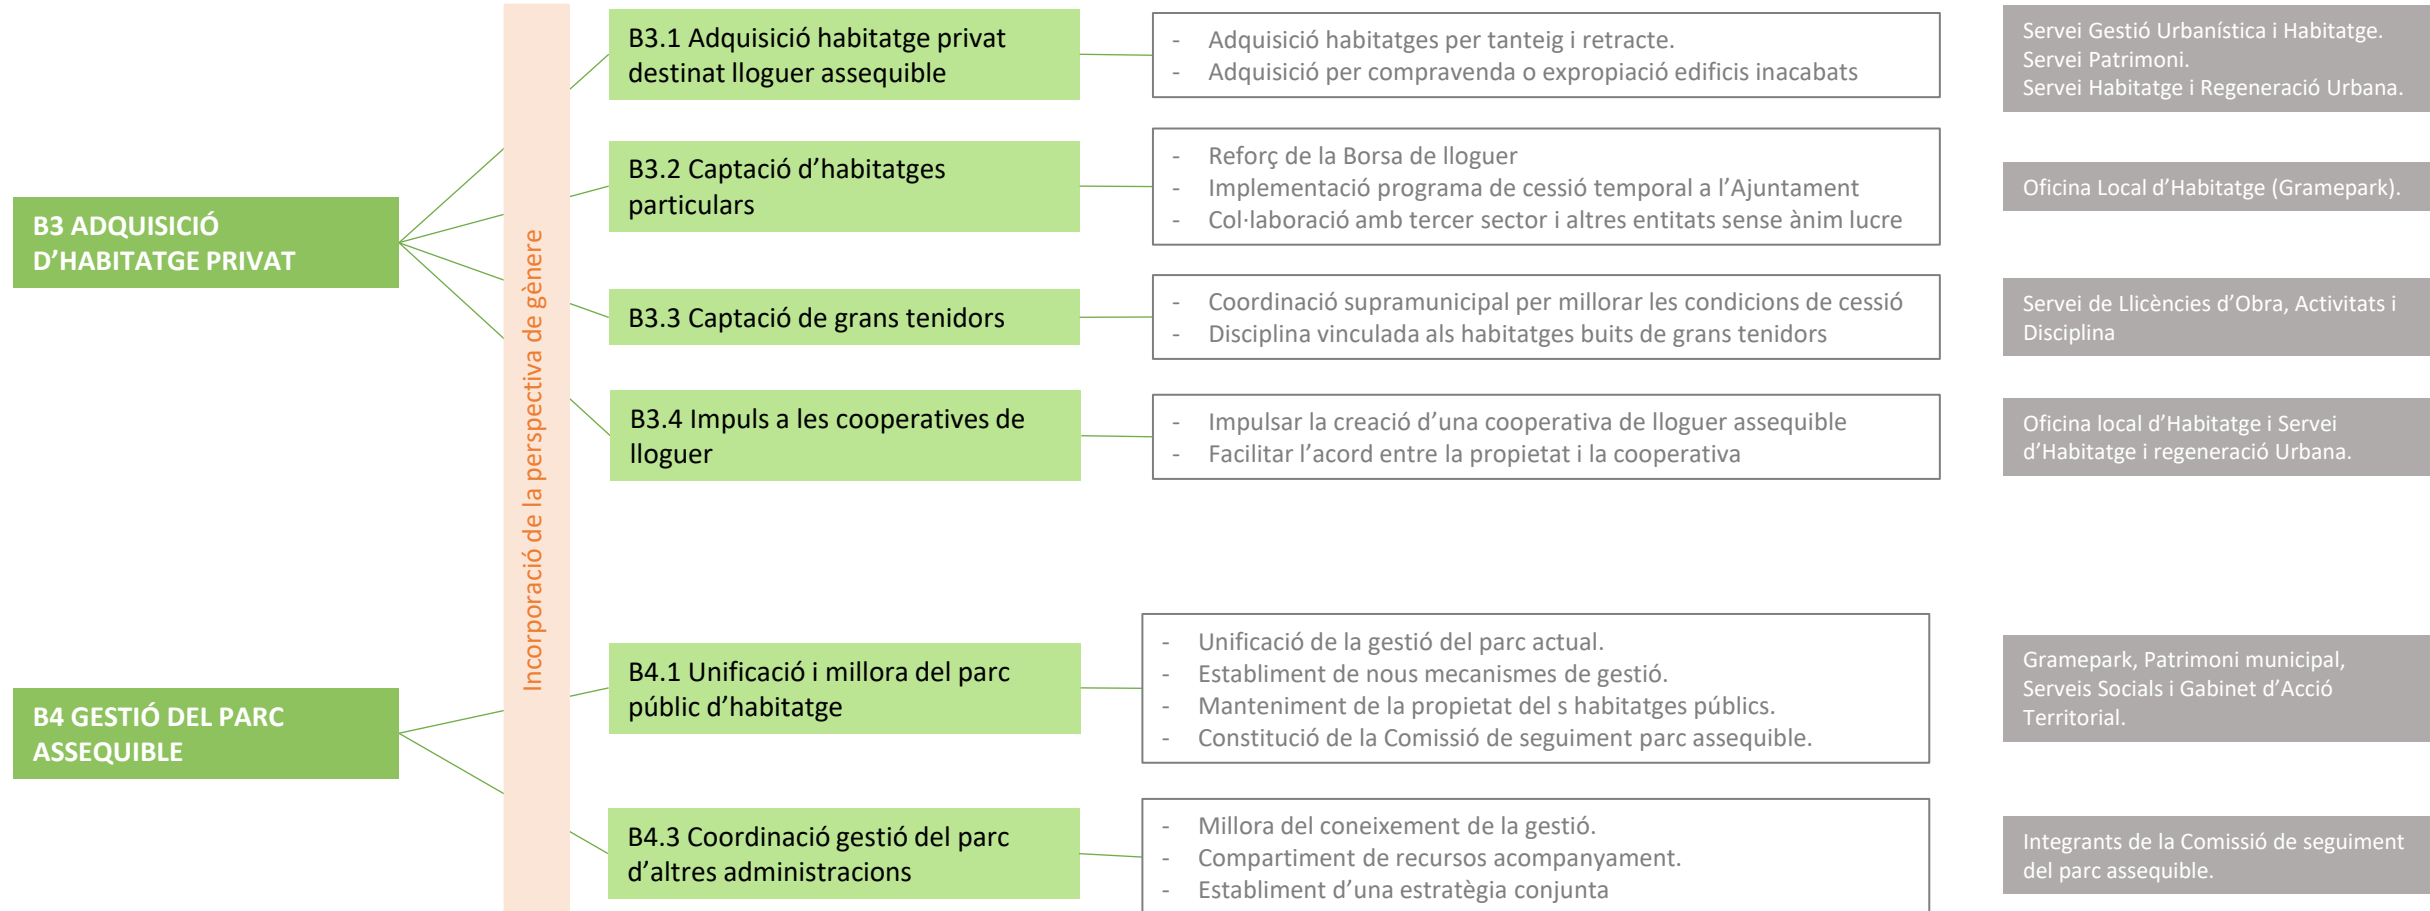 B3 ADQUISICIÓ
D’HABITATGE PRIVAT
Incorporació de la perspectiva de gènere
B3.1 Adquisició habitatge privat
destinat lloguer assequible
- Adquisició habitatges per tanteig i retracte.
- Adquisició per compravenda o expropiació edificis inacabats
Servei Gestió Urbanística i Habitatge.
Servei Patrimoni.
Servei Habitatge i Regeneració Urbana.
B3.2 Captació d’habitatges
particulars
- Reforç de la Borsa de lloguer
- Implementació programa de cessió temporal a l’Ajuntament
- Col·laboració amb tercer sector i altres entitats sense ànim lucre
Oficina Local d’Habitatge (Gramepark).
B3.3 Captació de grans tenidors
- Coordinació supramunicipal per millorar les condicions de cessió
- Disciplina vinculada als habitatges buits de grans tenidors
Servei de Llicències d’Obra, Activitats i
Disciplina
B3.4 Impuls a les cooperatives de
lloguer
- Impulsar la creació d’una cooperativa de lloguer assequible
- Facilitar l’acord entre la propietat i la cooperativa
Oficina local d’Habitatge i Servei
d’Habitatge i regeneració Urbana.
B4 GESTIÓ DEL PARC
ASSEQUIBLE
B4.1 Unificació i millora del parc
públic d’habitatge
- Unificació de la gestió del parc actual.
- Establiment de nous mecanismes de gestió.
- Manteniment de la propietat del s habitatges públics.
- Constitució de la Comissió de seguiment parc assequible.
Gramepark, Patrimoni municipal,
Serveis Socials i Gabinet d’Acció
Territorial.
B4.3 Coordinació gestió del parc
d’altres administracions
- Millora del coneixement de la gestió.
- Compartiment de recursos acompanyament.
- Establiment d’una estratègia conjunta
Integrants de la Comissió de seguiment
del parc assequible.